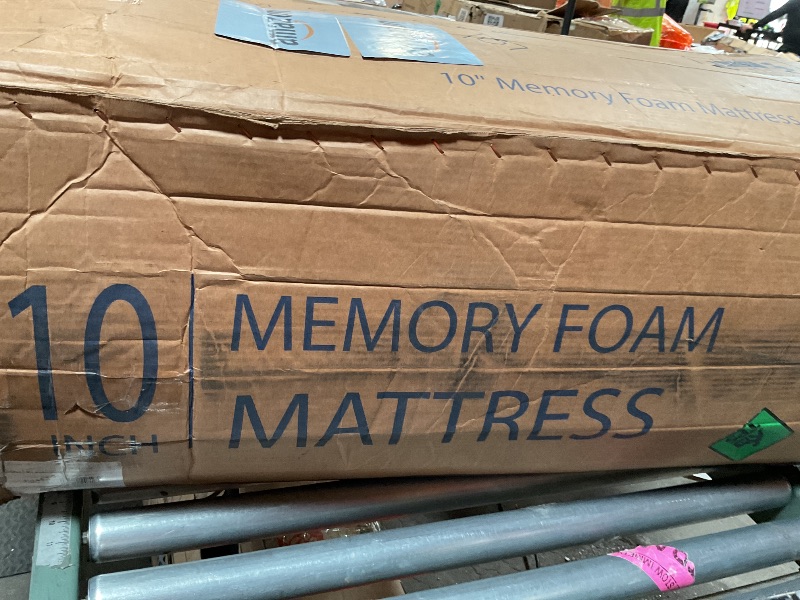 10" Memory Foam Mattress
10
INCH
MEMORY FOAM
MATTRESS